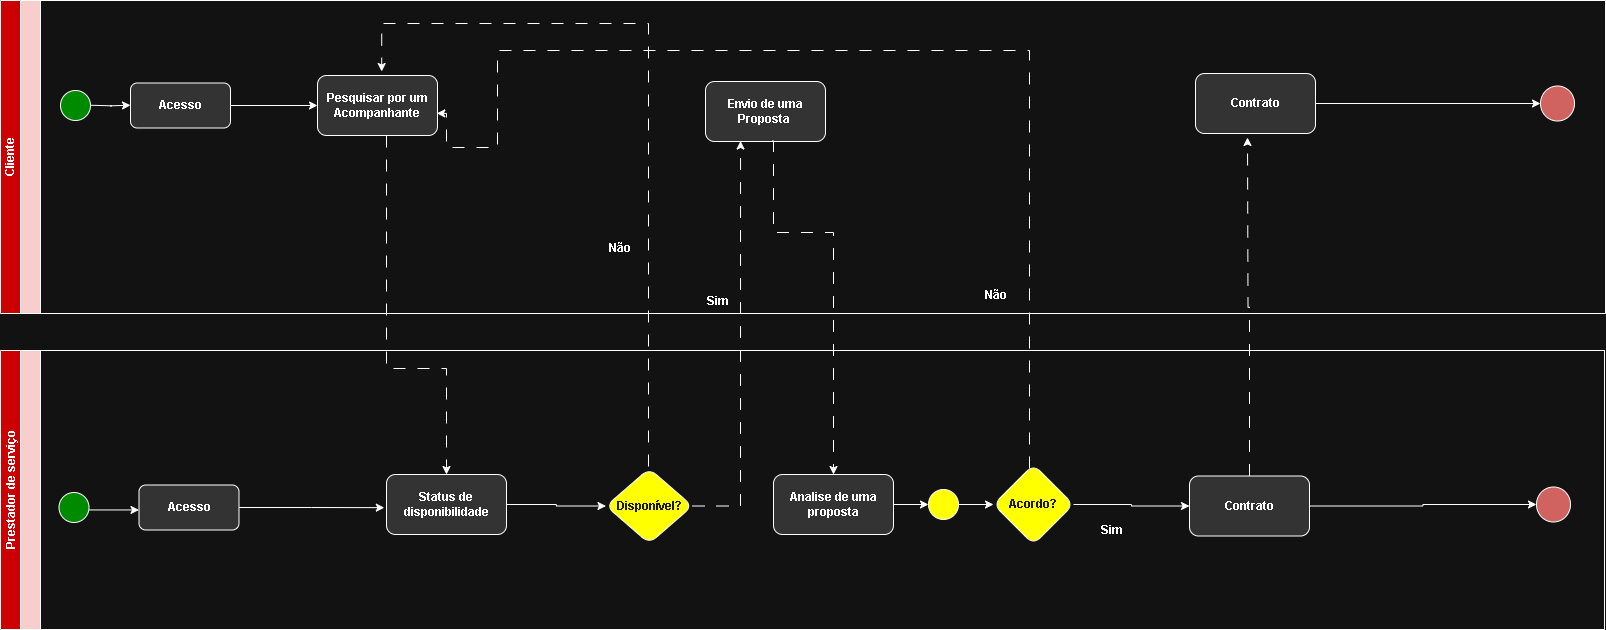 Cliente
Acesso
Pesquisar por um
Acompanhante
Envio de uma
Proposta
Contrato
Não
Sim
Não
Prestador de serviço
Acesso
Status de
disponibilidade
Disponível?
Analise de uma
proposta
Acordo?
Sim
Contrato